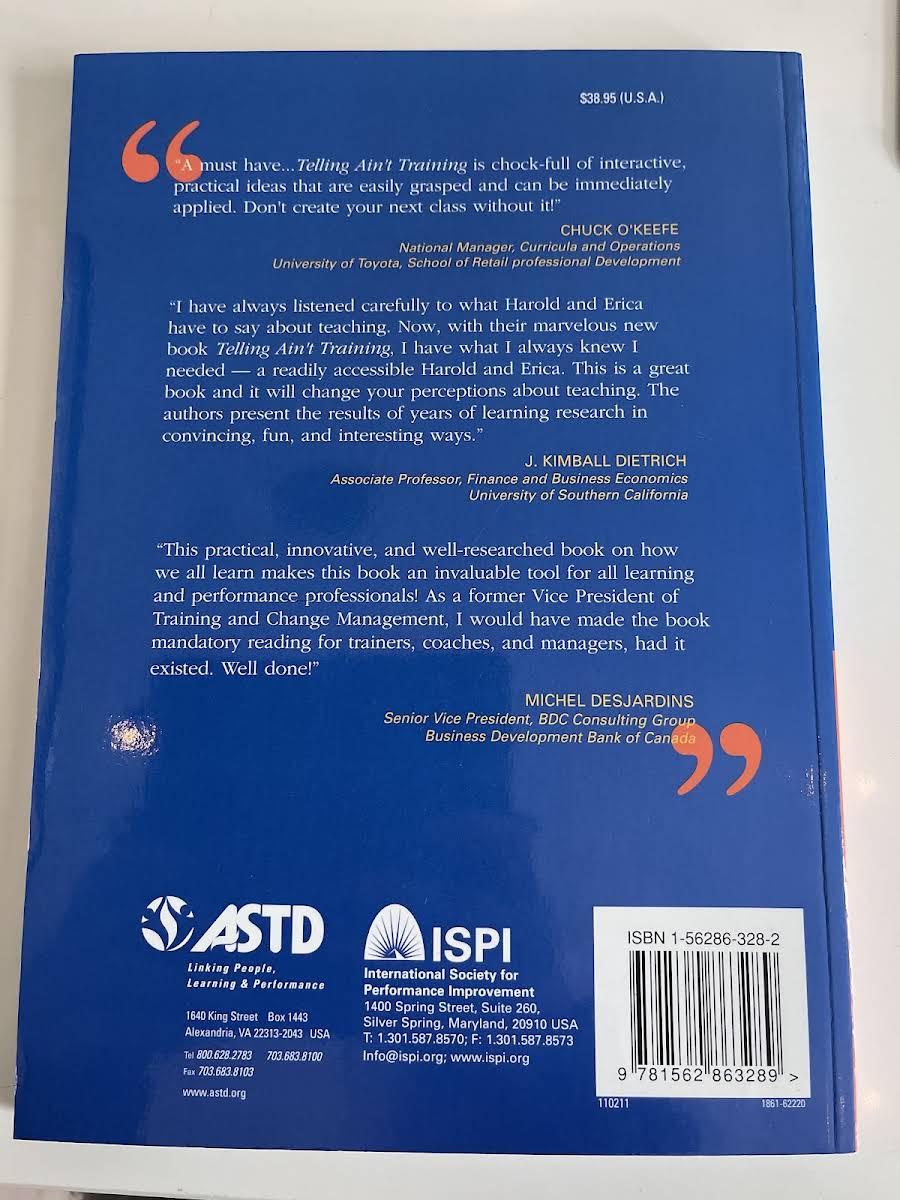 $38.95 (U.S.A.)
“A must have...Telling Ain't Training is chock-full of interactive,
practical ideas that are easily grasped and can be immediately
applied. Don't create your next class without it!”
CHUCK O'KEEFE
National Manager, Curricula and Operations
University of Toyota, School of Retail professional Development
“I have always listened carefully to what Harold and Erica
have to say about teaching. Now, with their marvelous new
book Telling Ain't Training, I have what I always knew I
needed — a readily accessible Harold and Erica. This is a great
book and it will change your perceptions about teaching. The
authors present the results of years of learning research in
convincing, fun, and interesting ways.”
J. KIMBALL DIETRICH
Associate Professor, Finance and Business Economics
University of Southern California
“This practical, innovative, and well-researched book on how
we all learn makes this book an invaluable tool for all learning
and performance professionals! As a former Vice President of
Training and Change Management, I would have made the book
mandatory reading for trainers, coaches, and managers, had it
existed. Well done!”
MICHEL DESJARDINS
Senior Vice President, BDC Consulting Group
Business Development Bank of Canada
ASTD
Linking People,
Learning & Performance
1640 King Street Box 1443
Alexandria, VA 22313-2043 USA
Tel 800.628.2783 703.683.8100
Fax 703.683.8103
www.astd.org
ISPI
International Society for
Performance Improvement
1400 Spring Street, Suite 260,
Silver Spring, Maryland, 20910 USA
T: 1.301.587.8570; F: 1.301.587.8573
Info@ispi.org; www.ispi.org
ISBN 1-56286-328-2
9 781562 863289 >
110211 1861-62220